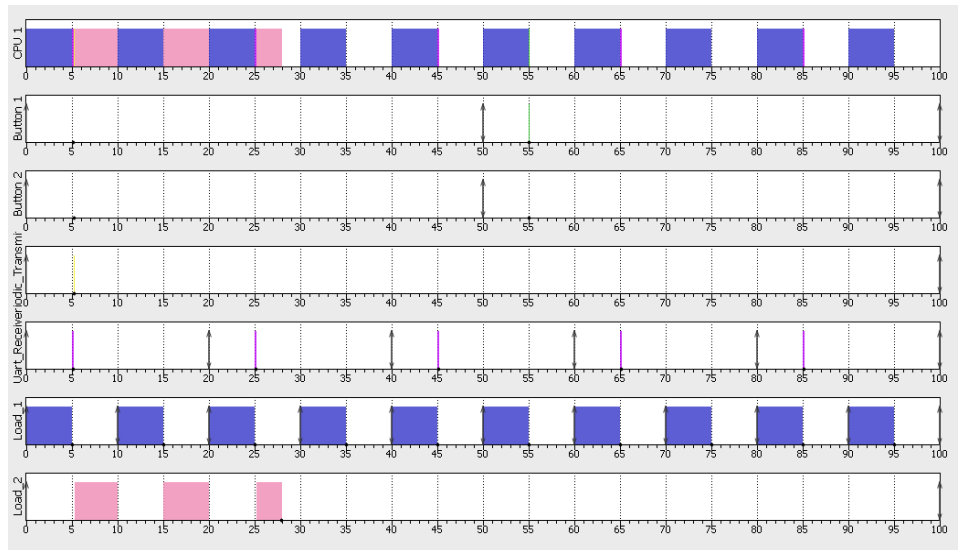 CPU 1
0 5 10 15 20 25 30 35 40 45 50 55 60 65 70 75 80 85 90 95 100
Button 1
0 5 10 15 20 25 30 35 40 45 50 55 60 65 70 75 80 85 90 95 100
Button 2
0 5 10 15 20 25 30 35 40 45 50 55 60 65 70 75 80 85 90 95 100
eriodic_Transmi
0 5 10 15 20 25 30 35 40 45 50 55 60 65 70 75 80 85 90 95 100
Uart_Receive
0 5 10 15 20 25 30 35 40 45 50 55 60 65 70 75 80 85 90 95 100
Load_1
0 5 10 15 20 25 30 35 40 45 50 55 60 65 70 75 80 85 90 95 100
Load_2
0 5 10 15 20 25 30 35 40 45 50 55 60 65 70 75 80 85 90 95 100